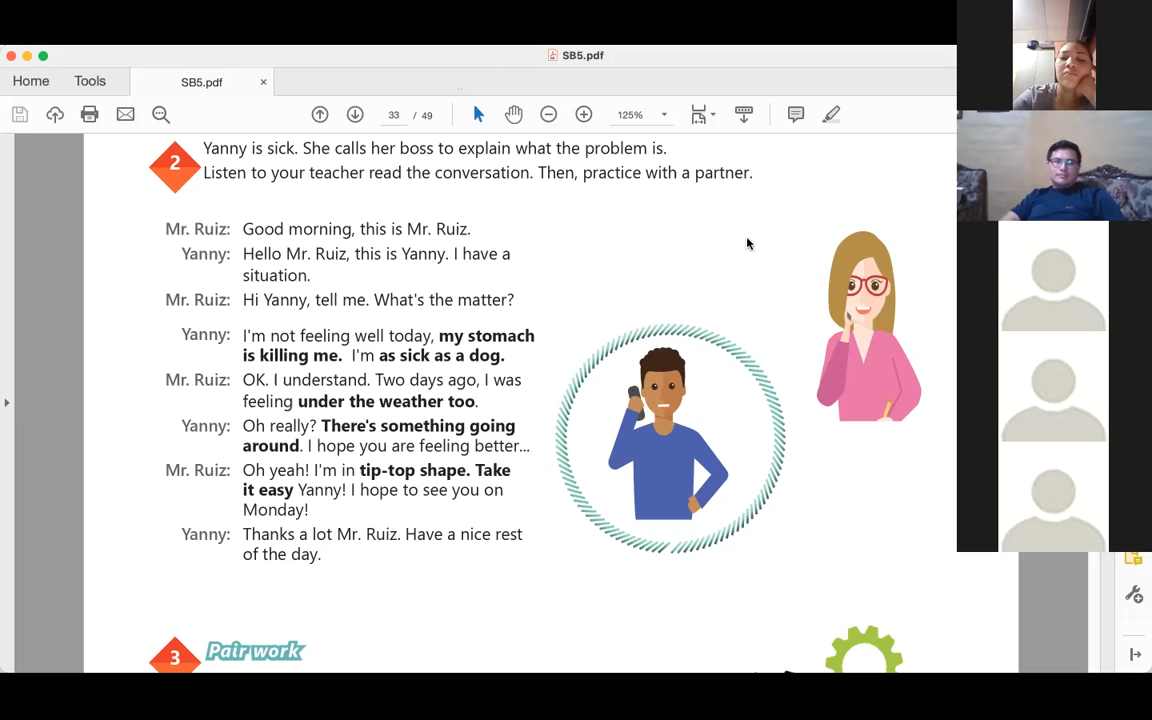 SB5.pdf
Home Tools SB5.pdf ×
33 / 49 125%
2
Yanny is sick. She calls her boss to explain what the problem is.
Listen to your teacher read the conversation. Then, practice with a partner.
Mr. Ruiz: Good morning, this is Mr. Ruiz.
Yanny: Hello Mr. Ruiz, this is Yanny. I have a
situation.
Mr. Ruiz: Hi Yanny, tell me. What's the matter?
Yanny: I'm not feeling well today, my stomach
is killing me. I'm as sick as a dog.
Mr. Ruiz: OK. I understand. Two days ago, I was
feeling under the weather too.
Yanny: Oh really? There's something going
around. I hope you are feeling better...
Mr. Ruiz: Oh yeah! I'm in tip-top shape. Take
it easy Yanny! I hope to see you on
Monday!
Yanny: Thanks a lot Mr. Ruiz. Have a nice rest
of the day.
3 Pair work